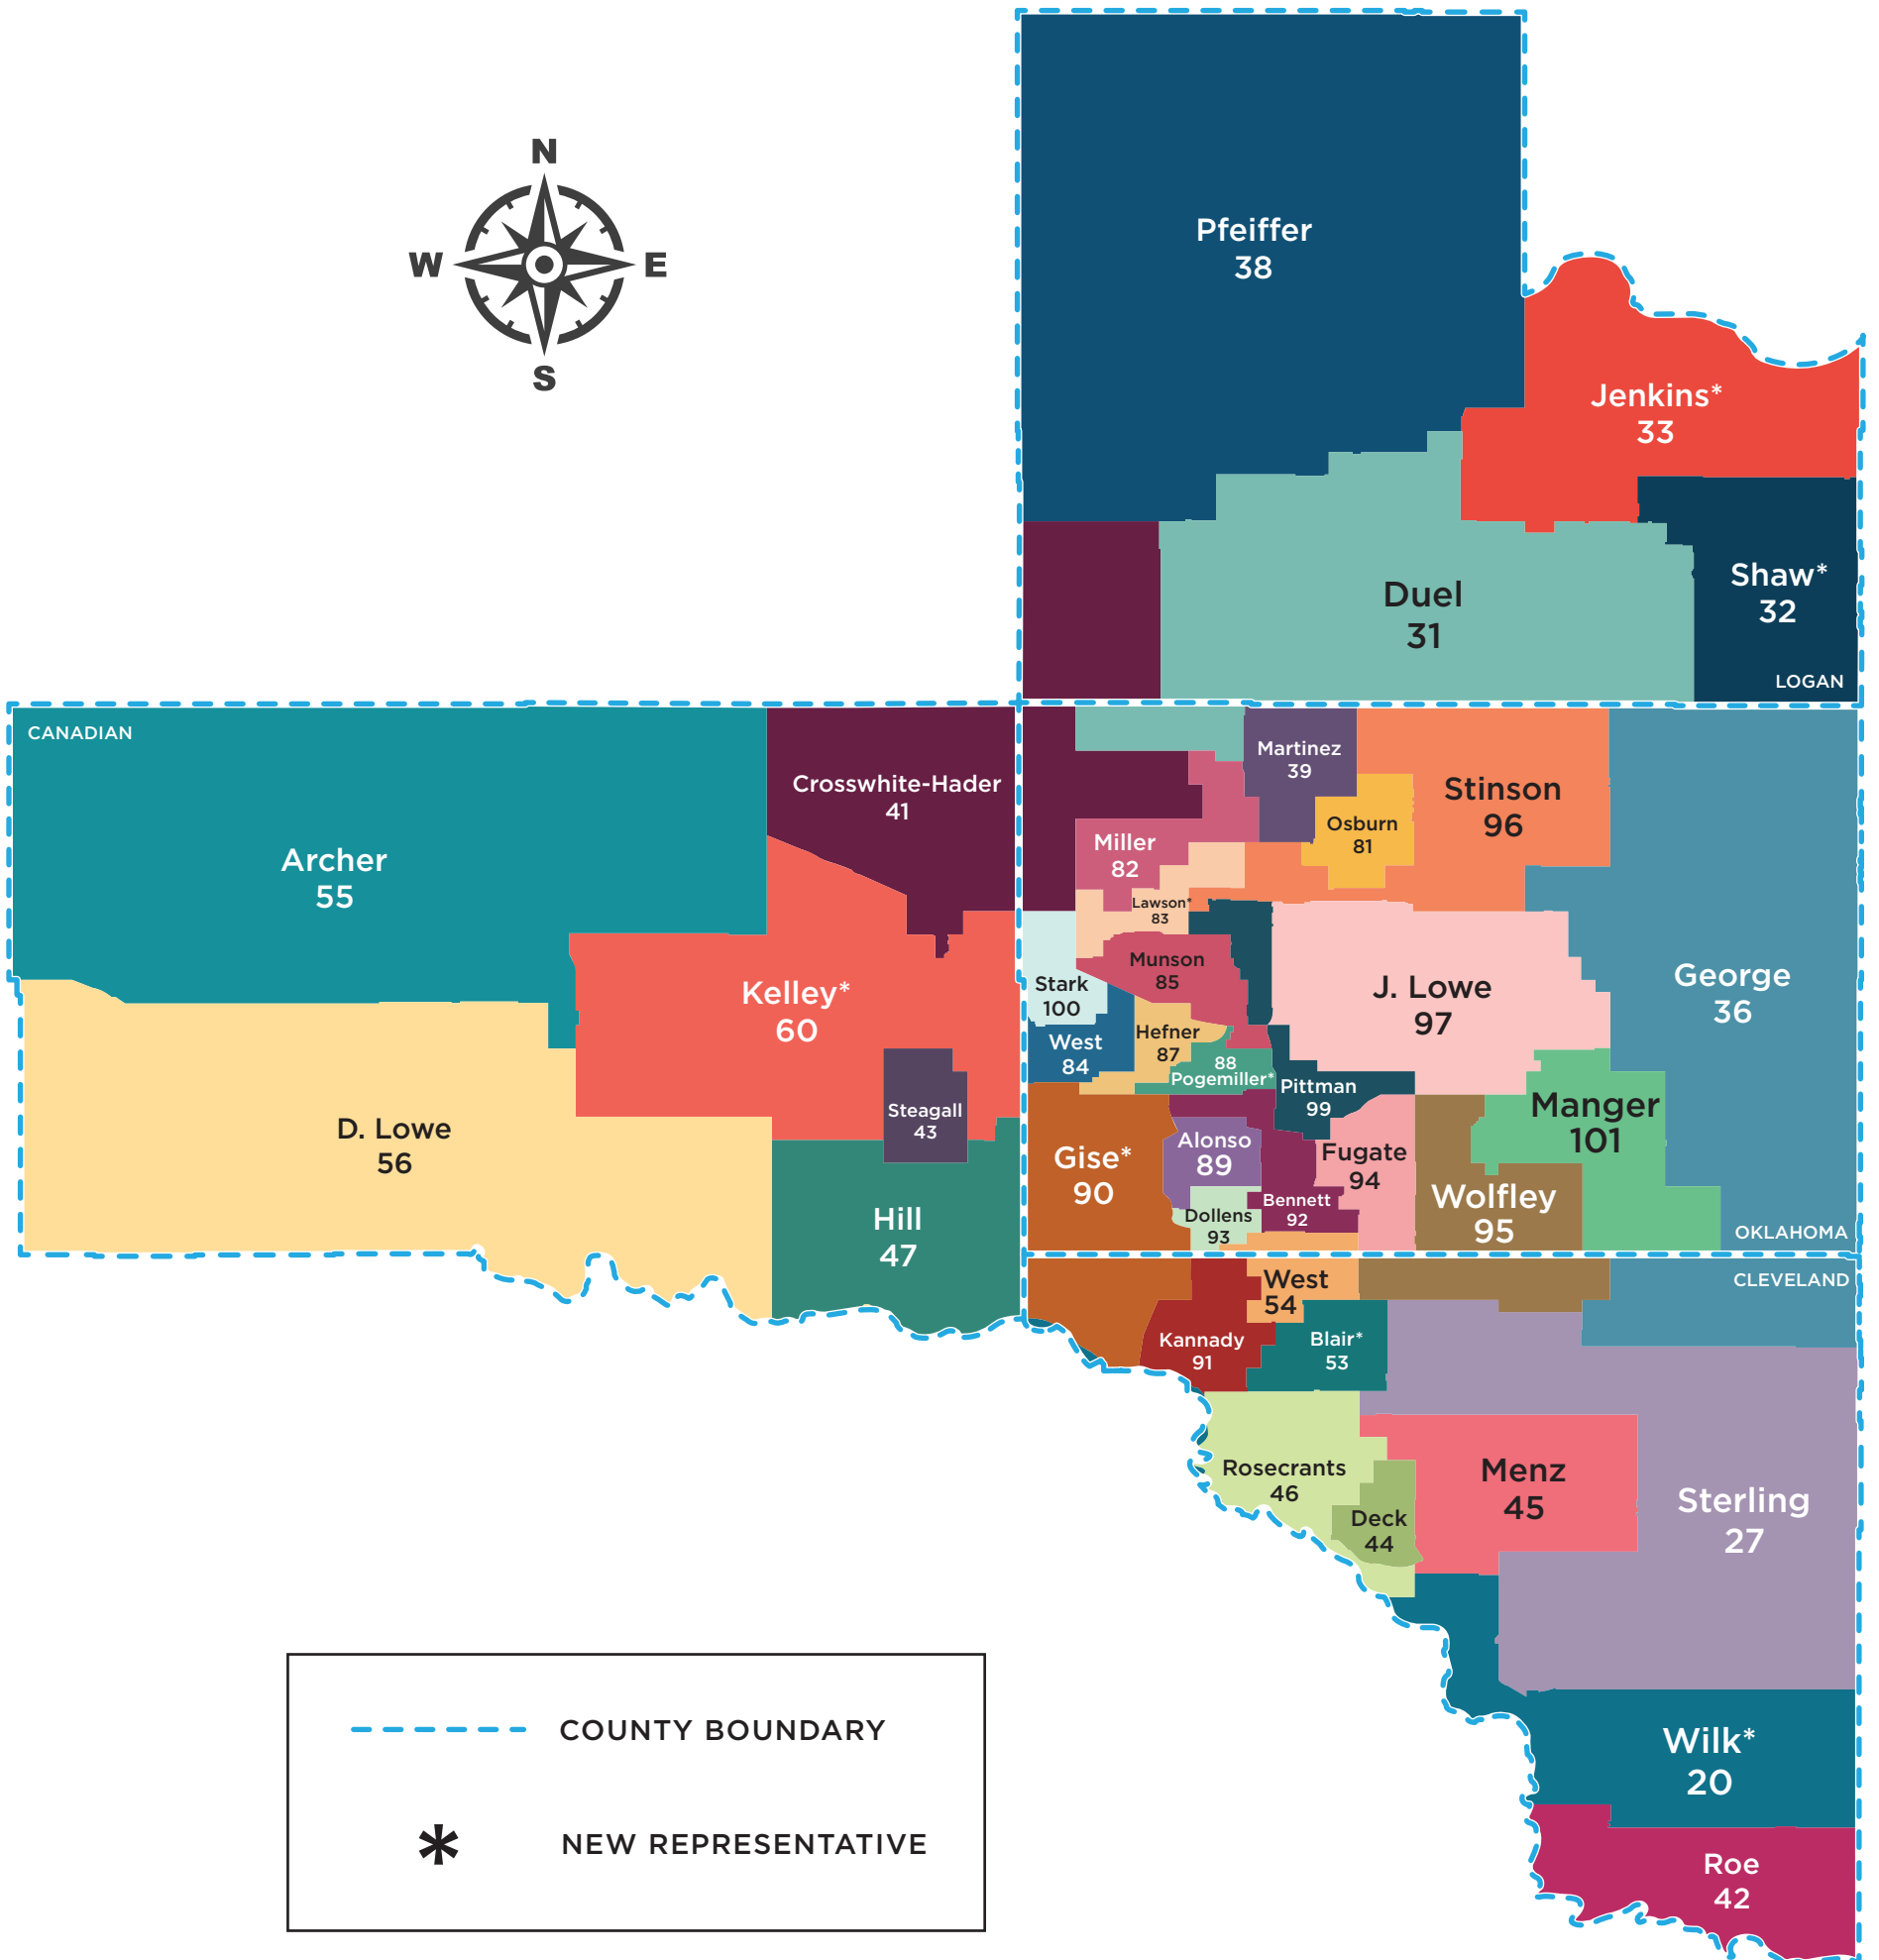 N
W
E
S
Pfeiffer
38
Jenkins*
33
Shaw*
32
Duel
31
LOGAN
CANADIAN
Archer
55
Crosswhite-Hader
41
Kelley*
60
Steagall
43
D. Lowe
56
Hill
47
Martinez
39
Osburn
81
Stinson
96
Miller
82
Lawson*
83
Munson
85
Stark
100
J. Lowe
97
George
36
West
84
Hefner
87
88
Pogemiller*
Pittman
99
Manger
101
Gise*
90
Alonso
89
Fugate
94
Wolfley
95
Bennett
92
Dollens
93
OKLAHOMA
CLEVELAND
West
54
Kannady
91
Blair*
53
Rosecrants
46
Deck
44
Menz
45
Sterling
27
Wilk*
20
Roe
42
COUNTY BOUNDARY
* NEW REPRESENTATIVE